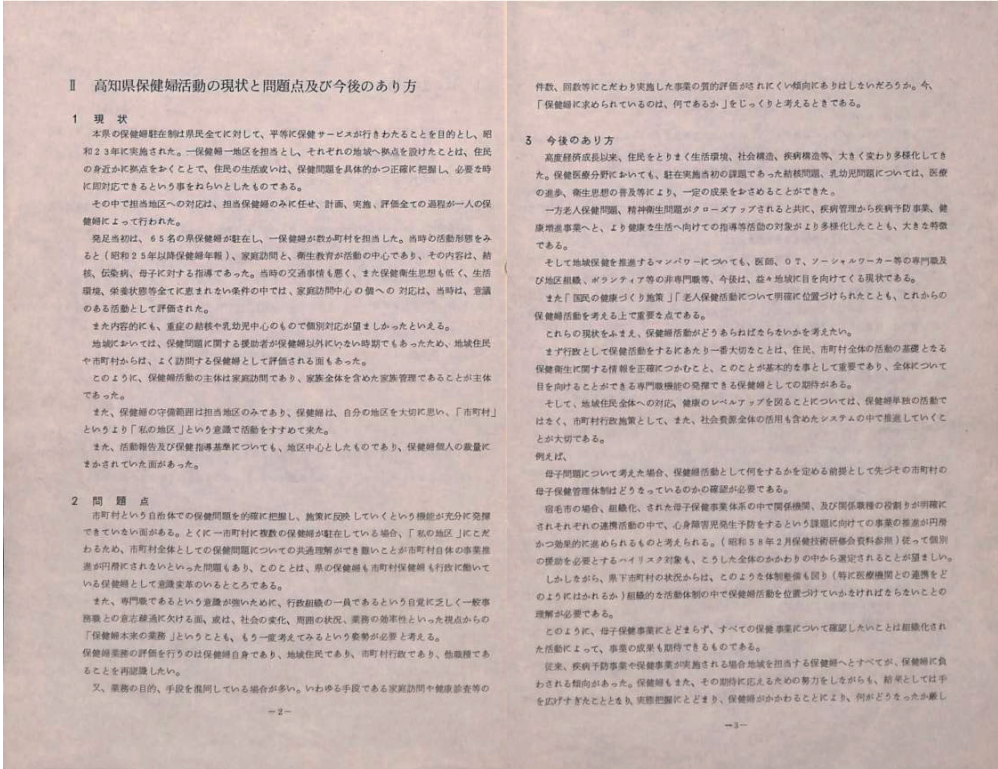 Ⅱ　高知県保健婦活動の現状と問題点及び今後のあり方
1　現　状
本県の保健婦駐在制は県民全てに対して、平等に保健サービスが行きわたることを目的とし、昭
和２３年に実施された。一保健婦一地区を担当とし、それぞれの地域へ拠点を設けたことは、住民
の身近かに拠点をおくことで、住民の生活或いは、保健問題を具体的かつ正確に把握し、必要な時
に即対応できるという事をねらいとしたものである。
その中で担当地区への対応は、担当保健婦のみに任せ、計画、実施、評価全ての過程が一人の保
健婦によって行われた。
発足当初は、６５名の県保健婦が駐在し、一保健婦が数か町村を担当した。当時の活動形態をみ
ると（昭和２５年以降保健婦年報）、家庭訪問と、衛生教育が活動の中心であり、その内容は、結
核、伝染病、母子に対する指導であった。当時の交通事情も悪く、また保健衛生思想も低く、生活
環境、栄養状態等全てに恵まれない条件の中では、家庭訪問中心の個への対応は、当時は、意義
のある活動として評価された。
また内容的にも、重症の結核や乳幼児中心のもので個別対応が望ましかったといえる。
地域においては、保健問題に関する援助者が保健婦以外にいない時期でもあったため、地域住民
や市町村からは、よく訪問する保健婦として評価される面もあった。
このように、保健婦活動の主体は家庭訪問であり、家族全体を含めた家族管理であることが主体
であった。
また、保健婦の守備範囲は担当地区のみであり、保健婦は、自分の地区を大切に思い、「市町村」
というより「私の地区」という意識で活動をすすめて来た。
また、活動報告及び保健指導基準についても、地区中心としたものであり、保健婦個人の裁量に
まかされていた面があった。
2　問　題　点
市町村という自治体での保健問題を的確に把握し、施策に反映していくという機能が充分に発揮
できていない面がある。とくに一市町村に複数の保健婦が駐在している場合、「私の地区」にこだ
わるため、市町村全体としての保健問題についての共通理解ができ難いことが市町村自体の事業推
進が円滑にされないといった問題もあり、このことは、県の保健婦も市町村保健婦も行政に働いて
いる保健婦として意識変革のいるところである。
また、専門職であるという意識が強いために、行政組織の一員であるという自覚に乏しく一般事
務職との意志疎通に欠ける面、或は、社会の変化、周囲の状況、業務の効率性といった視点からの
「保健婦本来の業務」ということも、もう一度考えてみるという姿勢が必要と考える。
保健婦業務の評価を行うのは保健婦自身であり、地域住民であり、市町村行政であり、他職種であ
ることを再認識したい。
又、業務の目的、手段を混同している場合が多い。いわゆる手段である家庭訪問や健康診査等の
－2－
件数、回数等にこだわり実施した事業の質的評価がされにくい傾向にありはしないだろうか。今、
「保健婦に求められているのは、何であるか」をじっくりと考えるときである。
3　今後のあり方
高度経済成長以来、住民をとりまく生活環境、社会構造、疾病構造等、大きく変わり多様化してき
た。保健医療分野においても、駐在実施当初の課題であった結核問題、乳幼児問題については、医療
の進歩、衛生思想の普及等により、一定の成果をおさめることができた。
一方老人保健問題、精神衛生問題がクローズアップされると共に、疾病管理から疾病予防事業、健
康増進事業へと、より健康な生活へ向けての指導等活動の対象がより多様化したことも、大きな特徴
である。
そして地域保健を推進するマンパワーについても、医師、ＯＴ、ソーシャルワーカー等の専門職及
び地区組織、ボランティア等の非専門職等、今後は、益々地域に目を向けてくる現状である。
また「国民の健康づくり施策」「老人保健活動について明確に位置づけられたことも、これからの
保健婦活動を考える上で重要な点である。
これらの現状をふまえ、保健婦活動がどうあらねばならないかを考えたい。
まず行政として保健活動をするにあたり一番大切なことは、住民、市町村全体の活動の基礎となる
保健衛生に関する情報を正確につかむこと、このことが基本的な事として重要であり、全体について
目を向けることができる専門職機能の発揮できる保健婦としての期待がある。
そして、地域住民全体への対応、健康のレベルアップを図ることについては、保健婦単独の活動で
はなく、市町村行政施策として、また、社会資源全体の活用も含めたシステムの中で推進していくこ
とが大切である。
例えば、
母子問題について考えた場合、保健婦活動として何をするかを定める前提として先づその市町村の
母子保健管理体制はどうなっているのかの確認が必要である。
宿毛市の場合、組織化、された母子保健事業体系の中で関係機関、及び関係職種の役割りが明確に
されそれぞれの連携活動の中で、心身障害児発生予防をするという課題に向けての事業の推進が円滑
かつ効果的に進められるものと考えられる。（昭和５８年２月保健技術研修会資料参照）従って個別
の援助を必要とするハイリスク対象も、こうした全体のかかわりの中から選定されることが望ましい。
しかしながら、県下市町村の状況からは、このような体制整備も図り（特に医療機関との連携をど
のようにはかれるか）組織的な活動体制の中で保健婦活動を位置づけていかなければならないことの
理解が必要である。
このように、母子保健事業にとどまらず、すべての保健事業について確認したいことは組織化され
た活動によって、事業の成果も期待できるものである。
従来、疾病予防事業や保健事業が実施される場合地域を担当する保健婦へとすべてが、保健婦に負
わされる傾向があった。保健婦もまた、その期待に応えるための努力をしながらも、結果としては手
を広げすぎたこととなり、実態把握にとどまり、保健婦がかかわることにより、何がどうなったか厳し
－3－